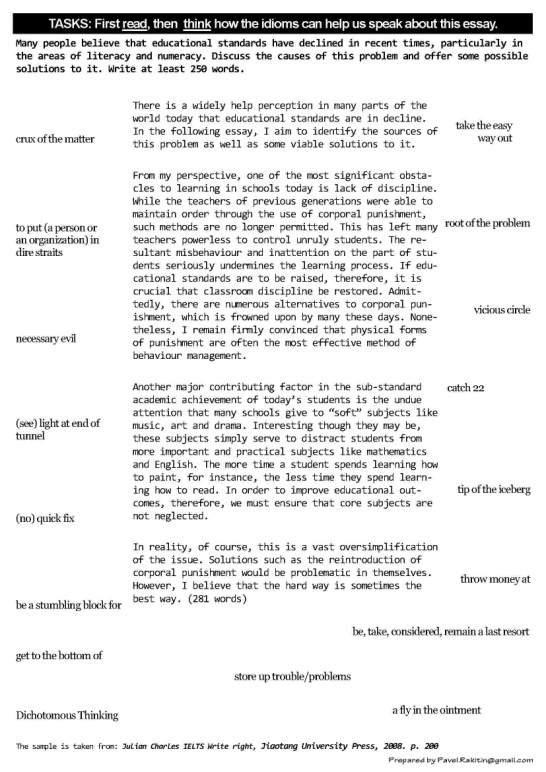 TASKS: First read, then think how the idioms can help us speak about this essay.
Many people believe that educational standards have declined in recent times, particularly in
the areas of literacy and numeracy. Discuss the causes of this problem and offer some possible
solutions to it. Write at least 250 words.
There is a widely help perception in many parts of the
world today that educational standards are in decline.
In the following essay, I aim to identify the sources of
this problem as well as some viable solutions to it.
take the easy
way out
crux of the matter
From my perspective, one of the most significant obsta-
cles to learning in schools today is lack of discipline.
While the teachers of previous generations were able to
maintain order through the use of corporal punishment,
such methods are no longer permitted. This has left many
teachers powerless to control unruly students. The re-
sultant misbehaviour and inattention on the part of stu-
dents seriously undermines the learning process. If edu-
cational standards are to be raised, therefore, it is
crucial that classroom discipline be restored. Admit-
tedly, there are numerous alternatives to corporal pun-
ishment, which is frowned upon by many these days. None-
theless, I remain firmly convinced that physical forms
of punishment are often the most effective method of
behaviour management.
to put (a person or
an organization) in
dire straits
root of the problem
vicious circle
necessary evil
Another major contributing factor in the sub-standard
academic achievement of today's students is the undue
attention that many schools give to "soft" subjects like
music, art and drama. Interesting though they may be,
these subjects simply serve to distract students from
more important and practical subjects like mathematics
and English. The more time a student spends learning how
to paint, for instance, the less time they spend learn-
ing how to read. In order to improve educational out-
comes, therefore, we must ensure that core subjects are
not neglected.
catch 22
(see) light at end of
tunnel
tip of the iceberg
(no) quick fix
In reality, of course, this is a vast oversimplification
of the issue. Solutions such as the reintroduction of
corporal punishment would be problematic in themselves.
However, I believe that the hard way is sometimes the
best way. (281 words)
throw money at
be a stumbling block for
be, take, considered, remain a last resort
get to the bottom of
store up trouble/problems
a fly in the ointment
Dichotomous Thinking
The sample is taken from: Julian Charles IELTS Write right, Jiaotang University Press, 2008. p. 200
Prepared by Pavel.Rakitin@gmail.com